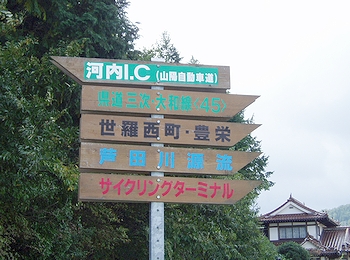 河内I.C(山陽自動車道)
県道三次・大和線〈45〉
世羅西町・豊栄
芦田川源流
サイクリングターミナル